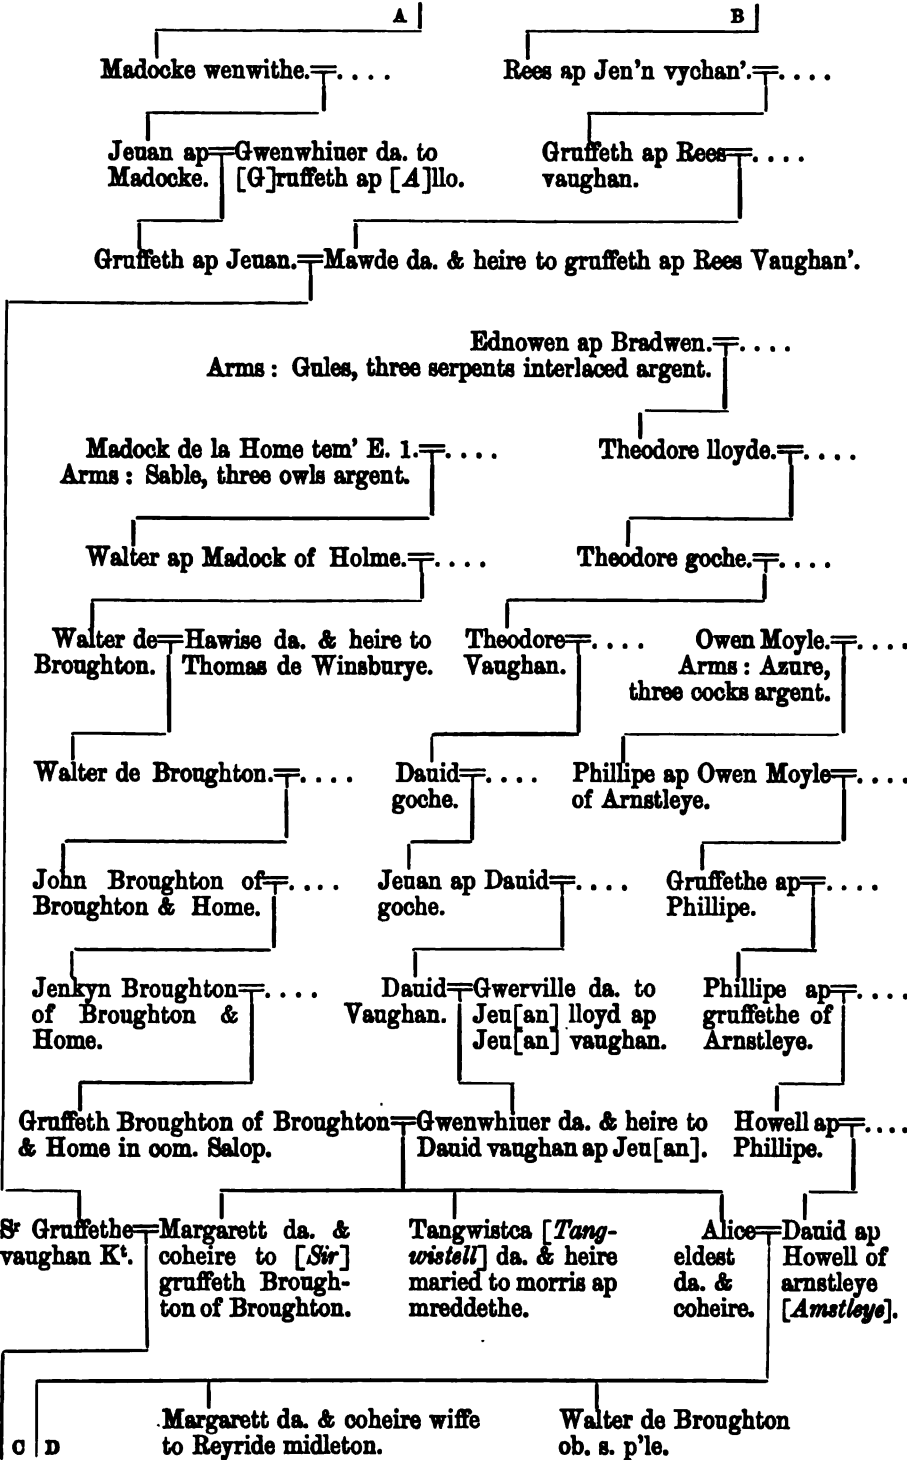 A
B
Madocke wenwithe.=....
Rees ap Jen'n vychan'.=....
Jeuan ap=Gwenwhiuer da. to
Madocke. [G]ruffeth ap [A]llo.
Gruffeth ap Rees=....
vaughan.
Gruffeth ap Jeuan.=Mawde da. & heire to gruffeth ap Rees Vaughan'.
Ednowen ap Bradwen.=....
Arms: Gules, three serpents interlaced argent.
Madock de la Home tem' E. 1.=....
Arms: Sable, three owls argent.
Theodore lloyde.=....
Walter ap Madock of Holme.=....
Theodore goche.=....
Walter de=Hawise da. & heire to
Broughton. Thomas de Winsburye.
Theodore=....
Vaughan.
Owen Moyle.=....
Arms: Azure,
three cocks argent.
Walter de Broughton.=....
Dauid=....
goche.
Phillipe ap Owen Moyle=....
of Arnstleye.
John Broughton of=....
Broughton & Home.
Jeuan ap Dauid=....
goche.
Gruffethe ap=....
Phillipe.
Jenkyn Broughton=....
of Broughton &
Home.
Dauid=Gwerville da. to
Vaughan. Jeu[an] lloyd ap
Jeu[an] vaughan.
Phillipe ap=....
gruffethe of
Arnstleye.
Gruffeth Broughton of Broughton=Gwenwhiuer da. & heire to
& Home in com. Salop. Dauid vaughan ap Jeu[an].
Howell ap=....
Phillipe.
Sr Gruffethe=Margarett da. &
vaughan Kt. coheire to [Sir]
gruffeth Brough-
ton of Broughton.
Tangwistca [Tang-
wistell] da. & heire
maried to morris ap
mreddethe.
Alice=Dauid ap
eldest Howell of
da. & arnstleye
coheire. [Amstleye].
C
D
Margarett da. & coheire wiffe
to Reyride midleton.
Walter de Broughton
ob. s. p'le.